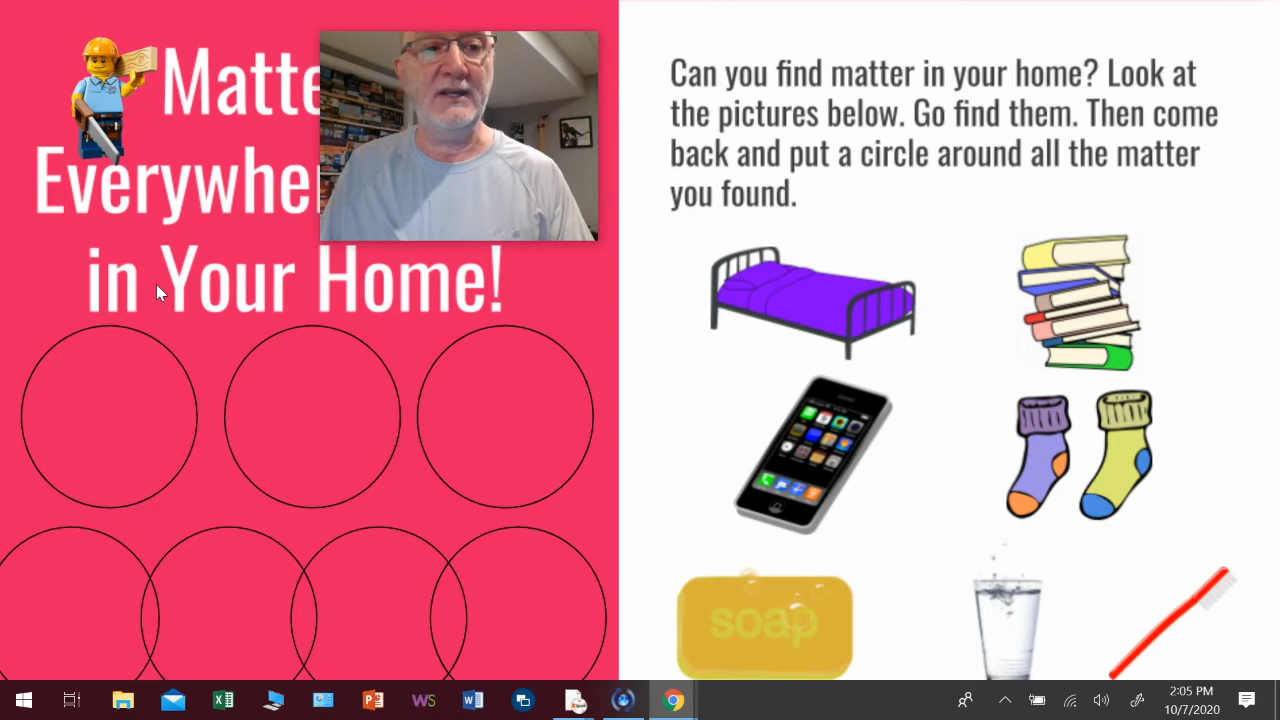 Matte
Everywhe
in Your Home!
Can you find matter in your home? Look at
the pictures below. Go find them. Then come
back and put a circle around all the matter
you found.
soap
WS
2:05 PM
10/7/2020